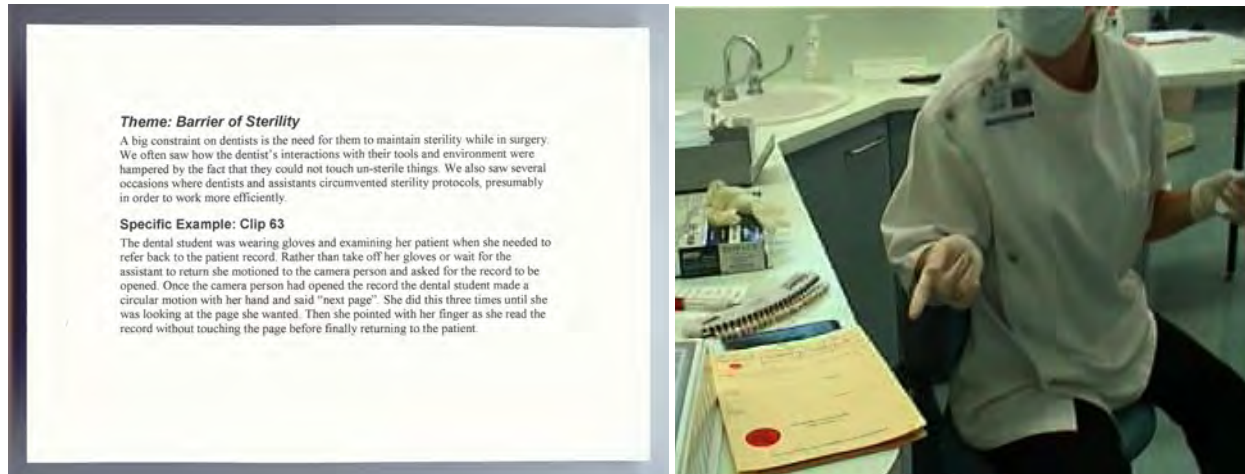 Theme: Barrier of Sterility
A big constraint on dentists is the need for them to maintain sterility while in surgery.
We often saw how the dentist's interactions with their tools and environment were
hampered by the fact that they could not touch un-sterile things. We also saw several
occasions where dentists and assistants circumvented sterility protocols, presumably
in order to work more efficiently.
Specific Example: Clip 63
The dental student was wearing gloves and examining her patient when she needed to
refer back to the patient record. Rather than take off her gloves or wait for the
assistant to return she motioned to the camera person and asked for the record to be
opened. Once the camera person had opened the record the dental student made a
circular motion with her hand and said "next page". She did this three times until she
was looking at the page she wanted. Then she pointed with her finger as she read the
record without touching the page before finally returning to the patient.